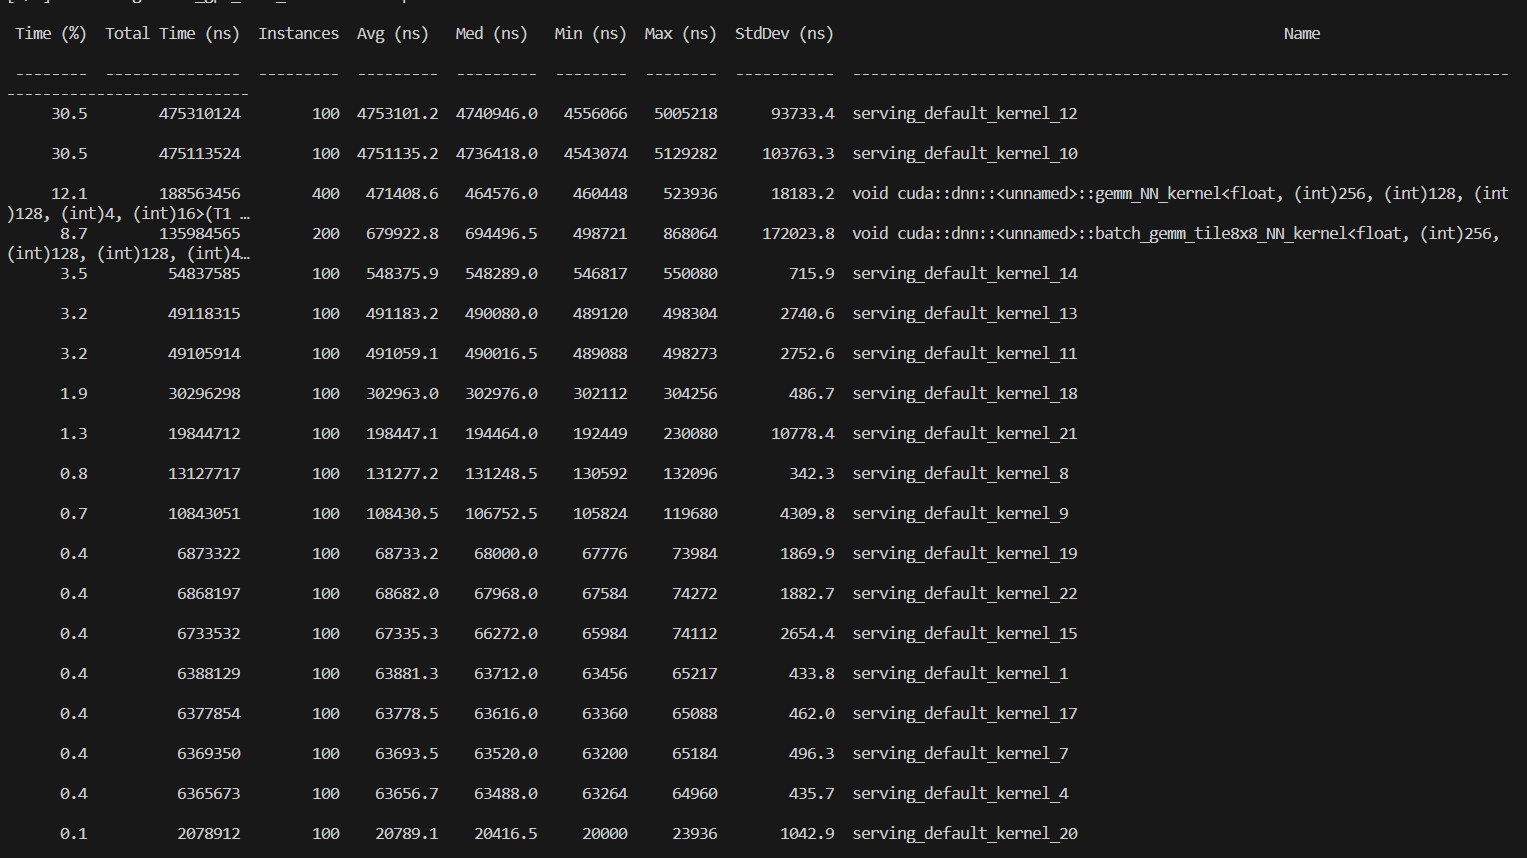 Time (%)  Total Time (ns)  Instances  Avg (ns)   Med (ns)   Min (ns)  Max (ns)  StdDev (ns)  Name
--------  ---------------  ---------  ---------  ---------  --------  --------  -----------  -------------------------------------------------------------------------
---------------------------
30.5  475310124  100  4753101.2  4740946.0  4556066  5005218  93733.4  serving_default_kernel_12
30.5  475113524  100  4751135.2  4736418.0  4543074  5129282  103763.3  serving_default_kernel_10
12.1  188563456  400  471408.6  464576.0  460448  523936  18183.2  void cuda::dnn::<unnamed>::gemm_NN_kernel<float, (int)256, (int)128, (int
)128, (int)4, (int)16>(T1 …
8.7  135984565  200  679922.8  694496.5  498721  868064  172023.8  void cuda::dnn::<unnamed>::batch_gemm_tile8x8_NN_kernel<float, (int)256,
(int)128, (int)128, (int)4…
3.5  54837585  100  548375.9  548289.0  546817  550080  715.9  serving_default_kernel_14
3.2  49118315  100  491183.2  490080.0  489120  498304  2740.6  serving_default_kernel_13
3.2  49105914  100  491059.1  490016.5  489088  498273  2752.6  serving_default_kernel_11
1.9  30296298  100  302963.0  302976.0  302112  304256  486.7  serving_default_kernel_18
1.3  19844712  100  198447.1  194464.0  192449  230080  10778.4  serving_default_kernel_21
0.8  13127717  100  131277.2  131248.5  130592  132096  342.3  serving_default_kernel_8
0.7  10843051  100  108430.5  106752.5  105824  119680  4309.8  serving_default_kernel_9
0.4  6873322  100  68733.2  68000.0  67776  73984  1869.9  serving_default_kernel_19
0.4  6868197  100  68682.0  67968.0  67584  74272  1882.7  serving_default_kernel_22
0.4  6733532  100  67335.3  66272.0  65984  74112  2654.4  serving_default_kernel_15
0.4  6388129  100  63881.3  63712.0  63456  65217  433.8  serving_default_kernel_1
0.4  6377854  100  63778.5  63616.0  63360  65088  462.0  serving_default_kernel_17
0.4  6369350  100  63693.5  63520.0  63200  65184  496.3  serving_default_kernel_7
0.4  6365673  100  63656.7  63488.0  63264  64960  435.7  serving_default_kernel_4
0.1  2078912  100  20789.1  20416.5  20000  23936  1042.9  serving_default_kernel_20